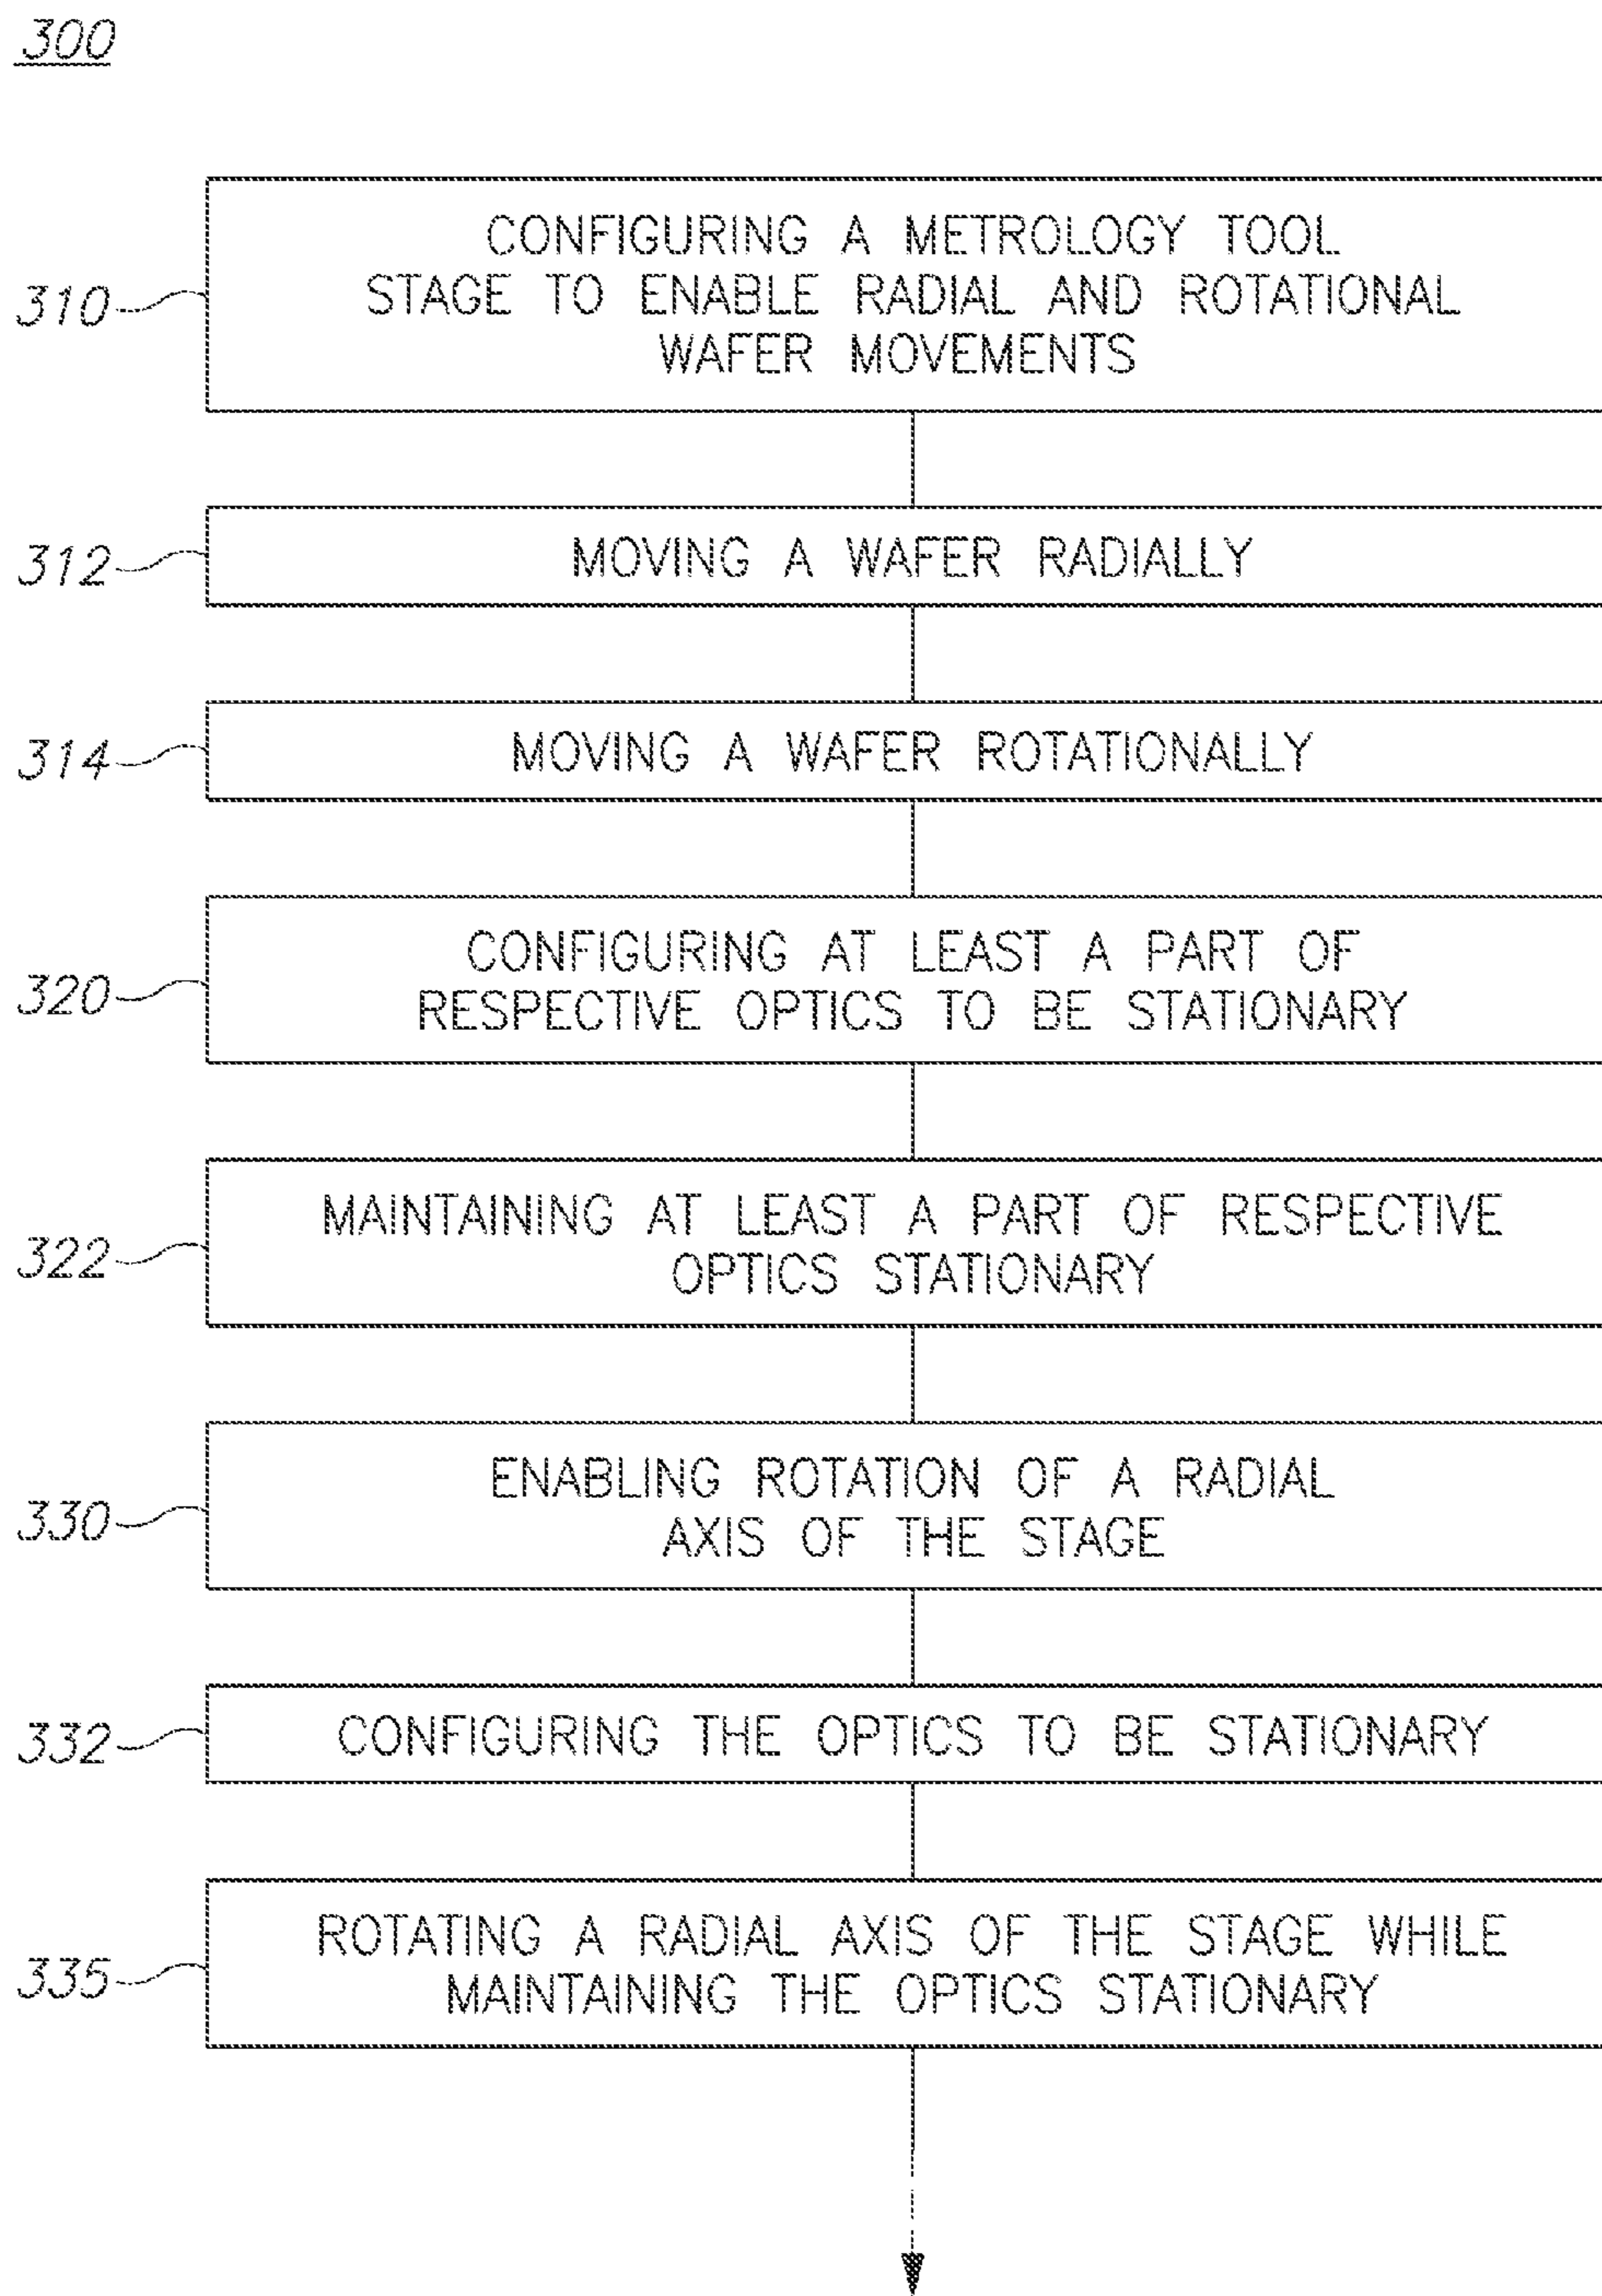 300
310
CONFIGURING A METROLOGY TOOL
STAGE TO ENABLE RADIAL AND ROTATIONAL
WAFER MOVEMENTS
312
MOVING A WAFER RADIALLY
314
MOVING A WAFER ROTATIONALLY
320
CONFIGURING AT LEAST A PART OF
RESPECTIVE OPTICS TO BE STATIONARY
322
MAINTAINING AT LEAST A PART OF RESPECTIVE
OPTICS STATIONARY
330
ENABLING ROTATION OF A RADIAL
AXIS OF THE STAGE
332
CONFIGURING THE OPTICS TO BE STATIONARY
335
ROTATING A RADIAL AXIS OF THE STAGE WHILE
MAINTAINING THE OPTICS STATIONARY